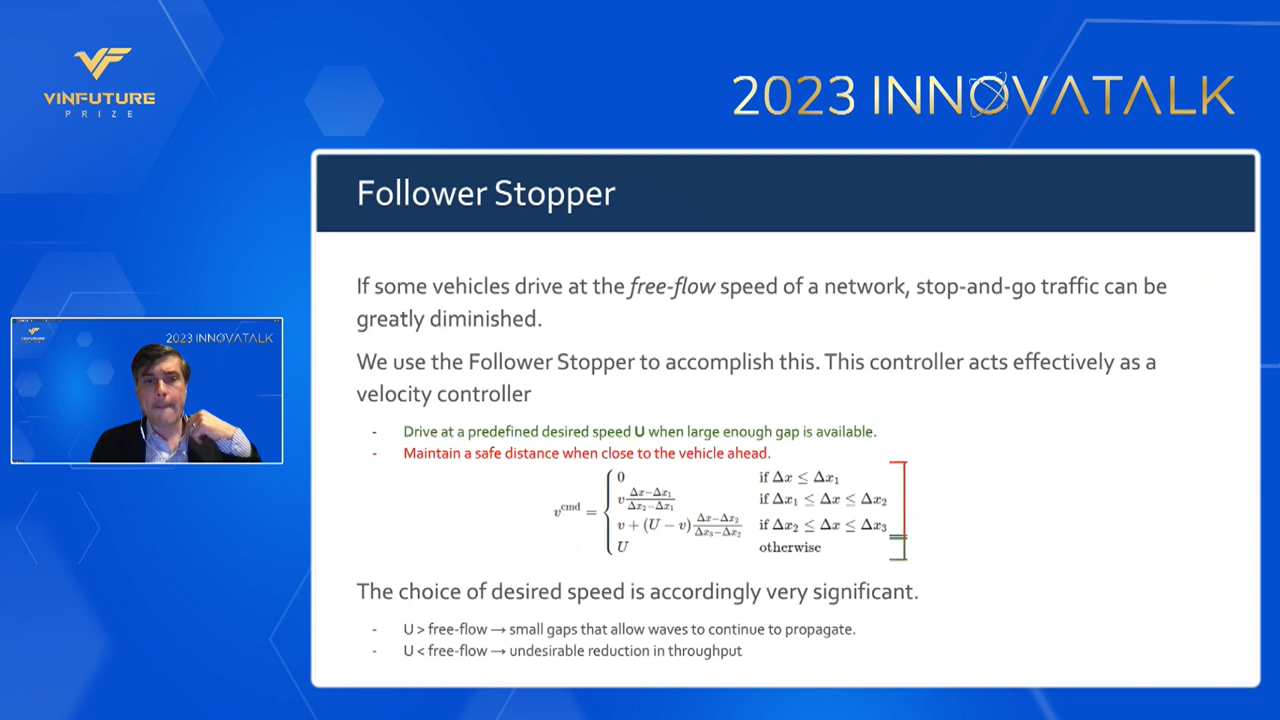 VINFUTURE
PRIZE
2023 INNOVATALK
2023 INNOVATALK
Follower Stopper
If some vehicles drive at the free-flow speed of a network, stop-and-go traffic can be
greatly diminished.
We use the Follower Stopper to accomplish this. This controller acts effectively as a
velocity controller
- Drive at a predefined desired speed U when large enough gap is available.
- Maintain a safe distance when close to the vehicle ahead.
v^cmd = { 0 if Δx ≤ Δx₁
v (Δx−Δx₁)/(Δx₂−Δx₁) if Δx₁ ≤ Δx ≤ Δx₂
v + (U − v) (Δx−Δx₂)/(Δx₃−Δx₂) if Δx₂ ≤ Δx ≤ Δx₃
U otherwise
The choice of desired speed is accordingly very significant.
- U > free-flow → small gaps that allow waves to continue to propagate.
- U < free-flow → undesirable reduction in throughput